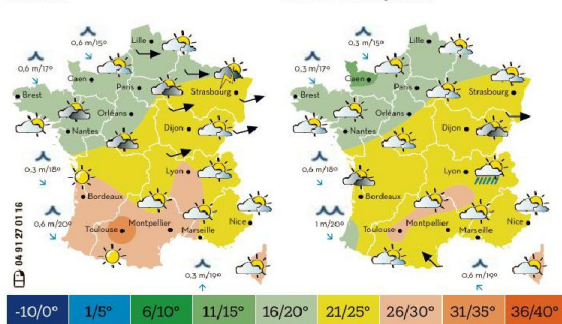 0,6 m/15°
Lille
0,6 m/17°
Caen
Paris
Strasbourg
Brest
Orléans
Nantes
Dijon
0,3 m/18°
Lyon
Bordeaux
0,6 m/20°
Toulouse
Montpellier
Marseille
Nice
0,3 m/19°
04 91 27 01 16
0,3 m/15°
Lille
0,3 m/17°
Caen
Paris
Strasbourg
Brest
Orléans
Nantes
Dijon
0,6 m/18°
Lyon
Bordeaux
1 m/20°
Toulouse
Montpellier
Marseille
Nice
0,6 m/19°
-10/0° 1/5° 6/10° 11/15° 16/20° 21/25° 26/30° 31/35° 36/40°